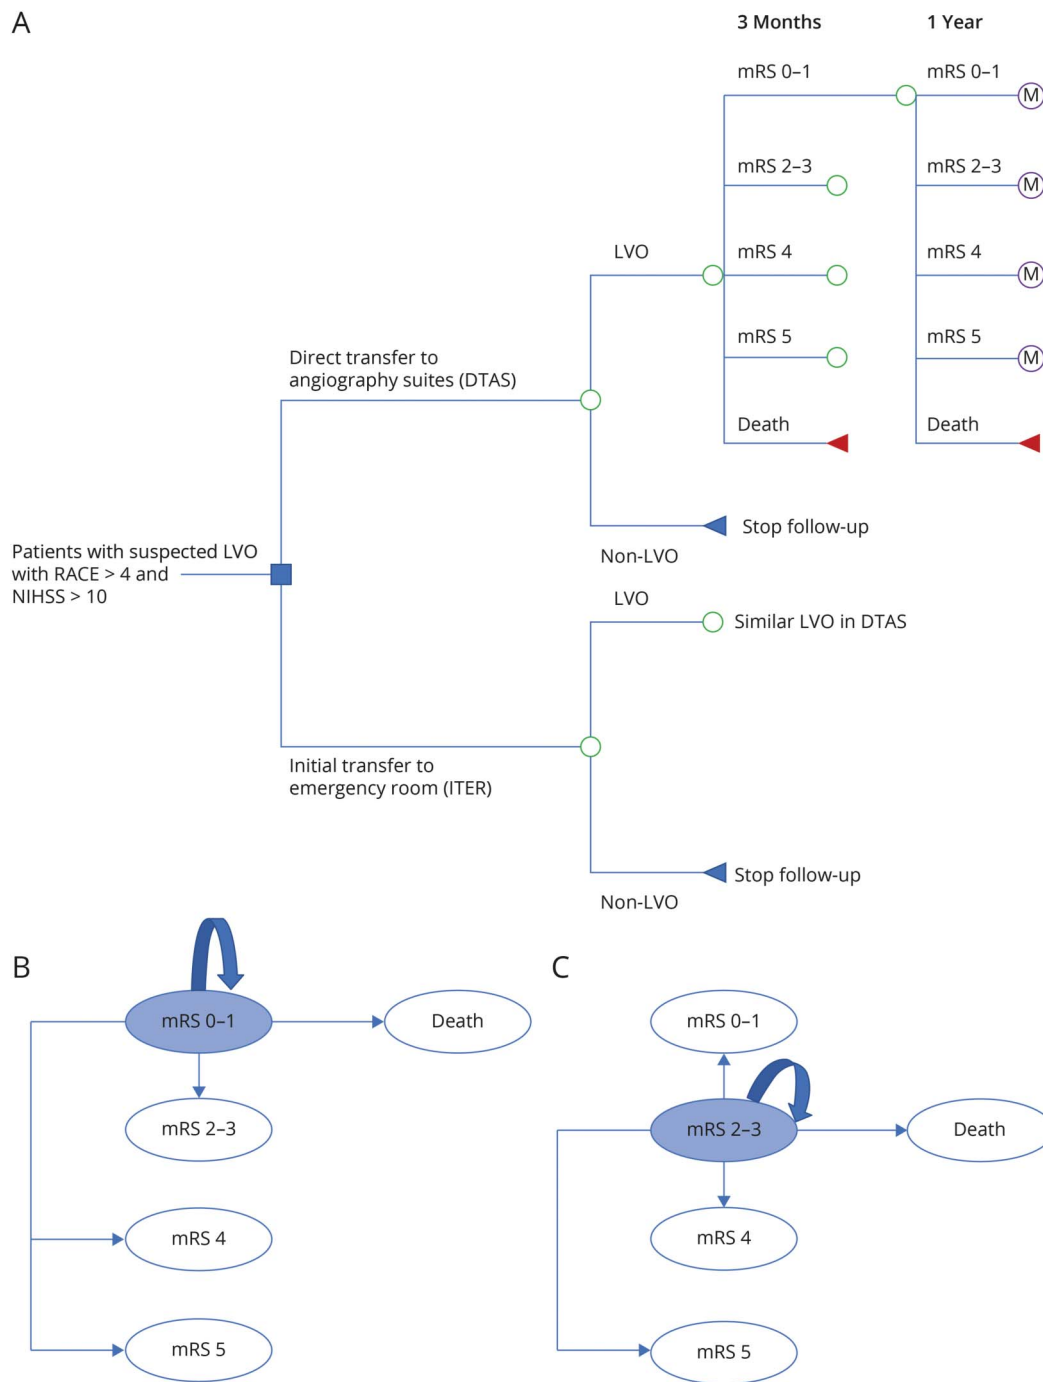 A
3 Months
1 Year
mRS 0–1
mRS 0–1
M
mRS 2–3
mRS 2–3
M
LVO
mRS 4
mRS 4
M
mRS 5
mRS 5
M
Direct transfer to
angiography suites (DTAS)
Death
Death
Stop follow-up
Non-LVO
Patients with suspected LVO
with RACE > 4 and
NIHSS > 10
LVO
Similar LVO in DTAS
Initial transfer to
emergency room (ITER)
Stop follow-up
Non-LVO
B
mRS 0–1
Death
mRS 2–3
mRS 4
mRS 5
C
mRS 0–1
mRS 2–3
Death
mRS 4
mRS 5